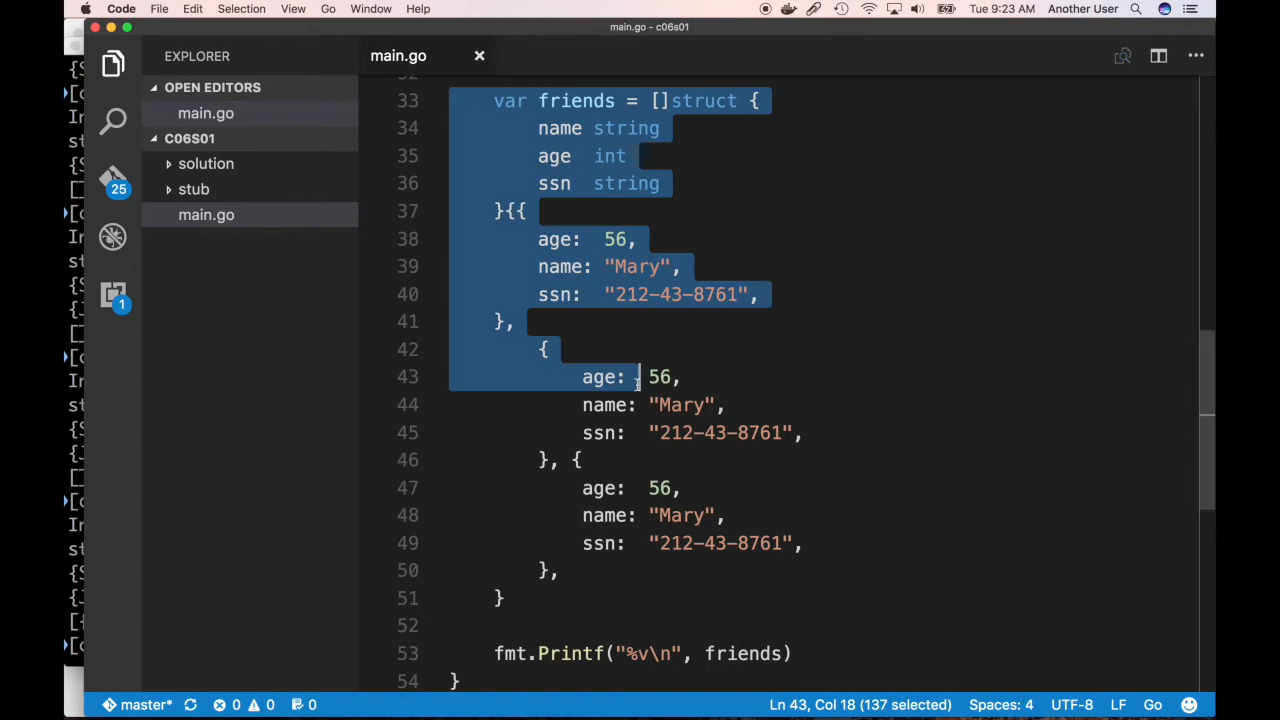 Code File Edit Selection View Go Window Help Tue 9:23 AM Another User
main.go - c06s01
EXPLORER
OPEN EDITORS
main.go
C06S01
solution
stub
main.go
25
1
main.go
32
33 var friends = []struct {
34 name string
35 age int
36 ssn string
37 }{{
38 age: 56,
39 name: "Mary",
40 ssn: "212-43-8761",
41 },
42 {
43 age: 56,
44 name: "Mary",
45 ssn: "212-43-8761",
46 }, {
47 age: 56,
48 name: "Mary",
49 ssn: "212-43-8761",
50 },
51 }
52
53 fmt.Printf("%v\n", friends)
54 }
master* 0 0 0 Ln 43, Col 18 (137 selected) Spaces: 4 UTF-8 LF Go